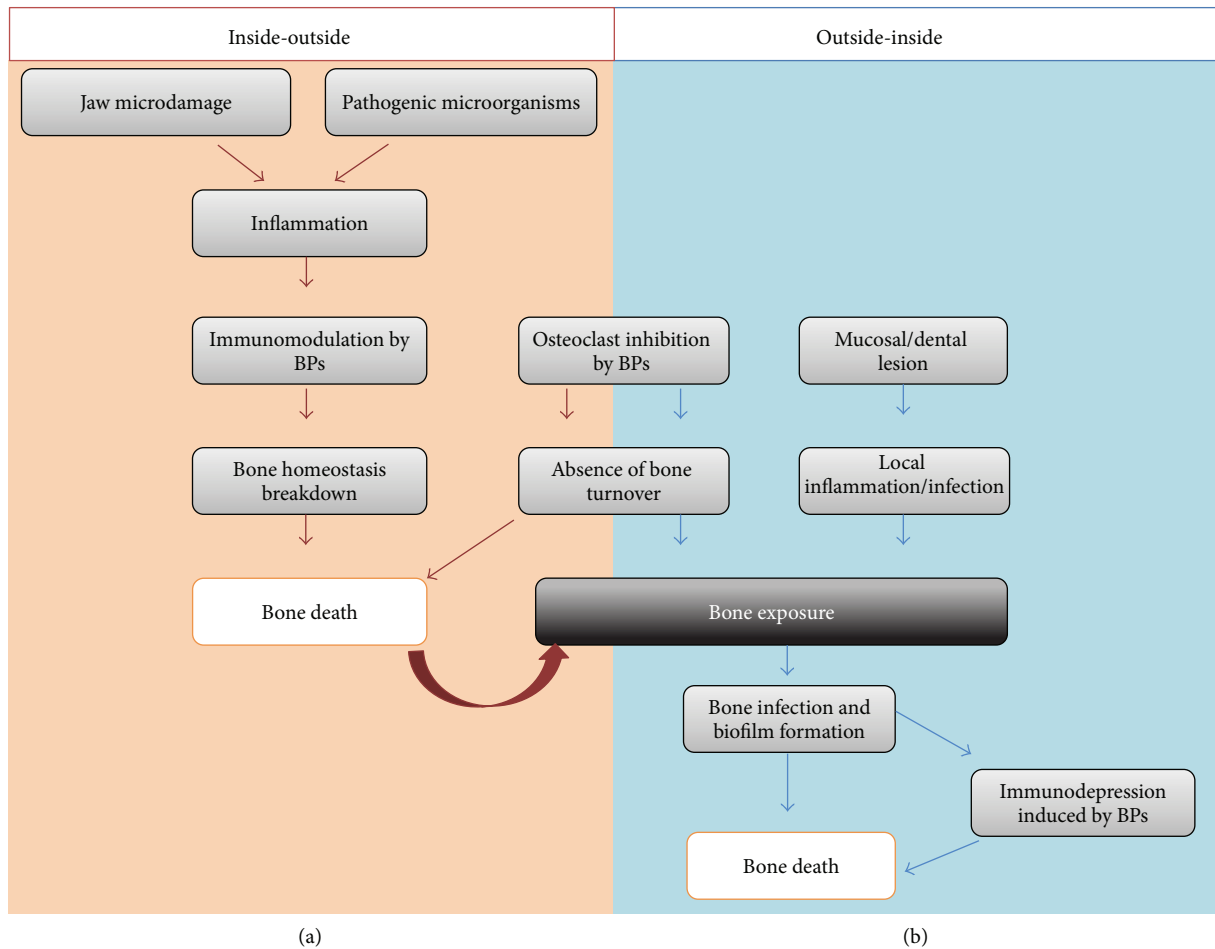 Inside-outside
Outside-inside
Jaw microdamage
Pathogenic microorganisms
Inflammation
Immunomodulation by
BPs
Osteoclast inhibition
by BPs
Mucosal/dental
lesion
Bone homeostasis
breakdown
Absence of bone
turnover
Local
inflammation/infection
Bone death
Bone exposure
Bone infection and
biofilm formation
Immunodepression
induced by BPs
Bone death
(a)
(b)